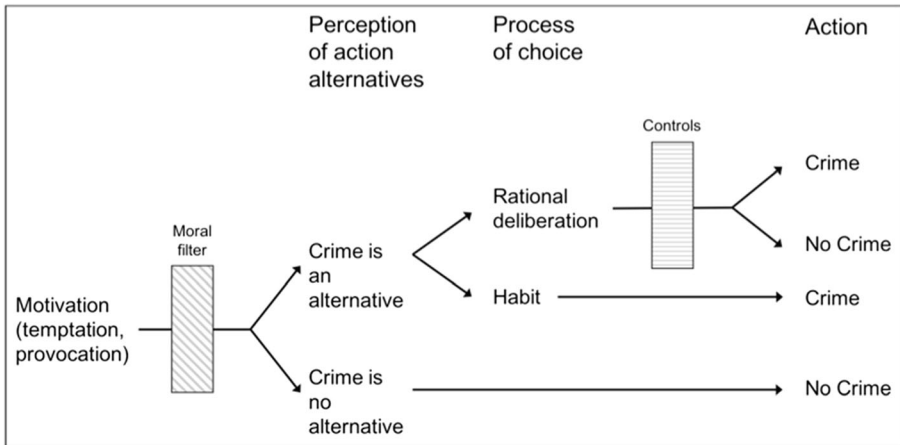 Perception
of action
alternatives
Process
of choice
Action
Controls
Crime
Rational
deliberation
Moral
filter
No Crime
Crime is
an
alternative
Habit
Crime
Motivation
(temptation,
provocation)
Crime is
no
alternative
No Crime